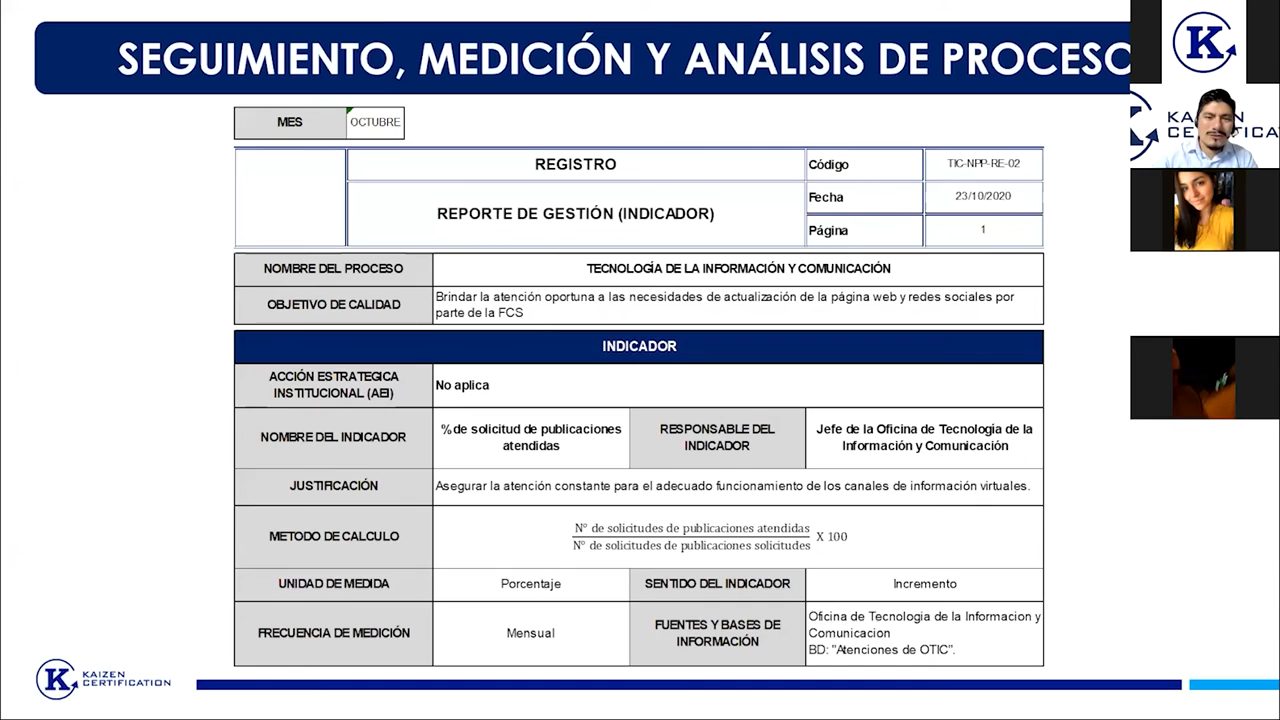 SEGUIMIENTO, MEDICIÓN Y ANÁLISIS DE PROCESO
K
KAIZEN
CERTIFICA
MES
OCTUBRE
REGISTRO
Código
TIC-NPP-RE-02
REPORTE DE GESTIÓN (INDICADOR)
Fecha
23/10/2020
Página
1
NOMBRE DEL PROCESO
TECNOLOGÍA DE LA INFORMACIÓN Y COMUNICACIÓN
OBJETIVO DE CALIDAD
Brindar la atención oportuna a las necesidades de actualización de la página web y redes sociales por
parte de la FCS
INDICADOR
ACCIÓN ESTRATEGICA
INSTITUCIONAL (AEI)
No aplica
NOMBRE DEL INDICADOR
% de solicitud de publicaciones
atendidas
RESPONSABLE DEL
INDICADOR
Jefe de la Oficina de Tecnología de la
Información y Comunicación
JUSTIFICACIÓN
Asegurar la atención constante para el adecuado funcionamiento de los canales de información virtuales.
METODO DE CALCULO
N° de solicitudes de publicaciones atendidas
N° de solicitudes de publicaciones solicitudes
X 100
UNIDAD DE MEDIDA
Porcentaje
SENTIDO DEL INDICADOR
Incremento
FRECUENCIA DE MEDICIÓN
Mensual
FUENTES Y BASES DE
INFORMACIÓN
Oficina de Tecnologia de la Informacion y
Comunicacion
BD: "Atenciones de OTIC".
K
KAIZEN
CERTIFICATION